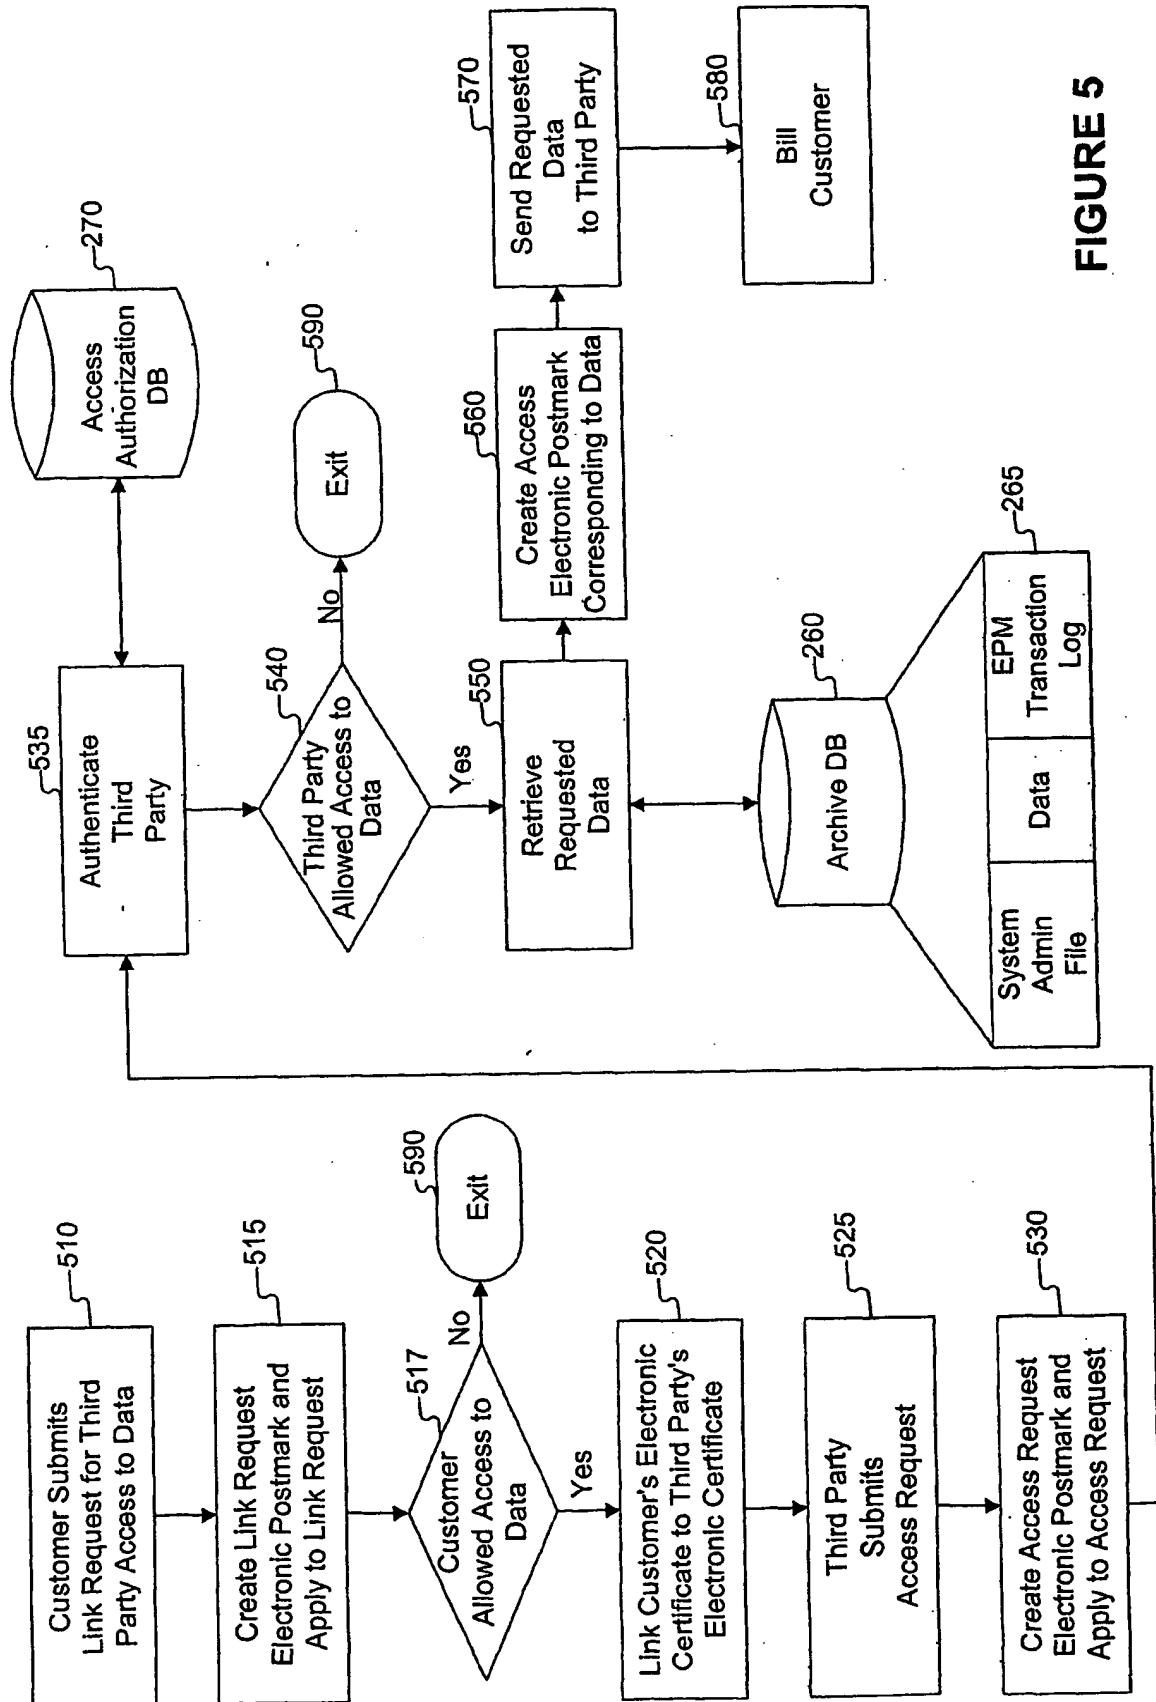 Customer Submits
Link Request for Third
Party Access to Data
510
Create Link Request
Electronic Postmark and
Apply to Link Request
515
Customer
Allowed Access to
Data
517
No
Exit
590
Yes
Link Customer's Electronic
Certificate to Third Party's
Electronic Certificate
520
Third Party
Submits
Access Request
525
Create Access Request
Electronic Postmark and
Apply to Access Request
530
Authenticate
Third
Party
535
Access
Authorization
DB
270
Third Party
Allowed Access to
Data
540
No
Exit
590
Yes
Retrieve
Requested
Data
550
Create Access
Electronic Postmark
Corresponding to Data
560
Send Requested
Data
to Third Party
570
Bill
Customer
580
Archive DB
260
System
Admin
File
Data
EPM
Transaction
Log
265
FIGURE 5